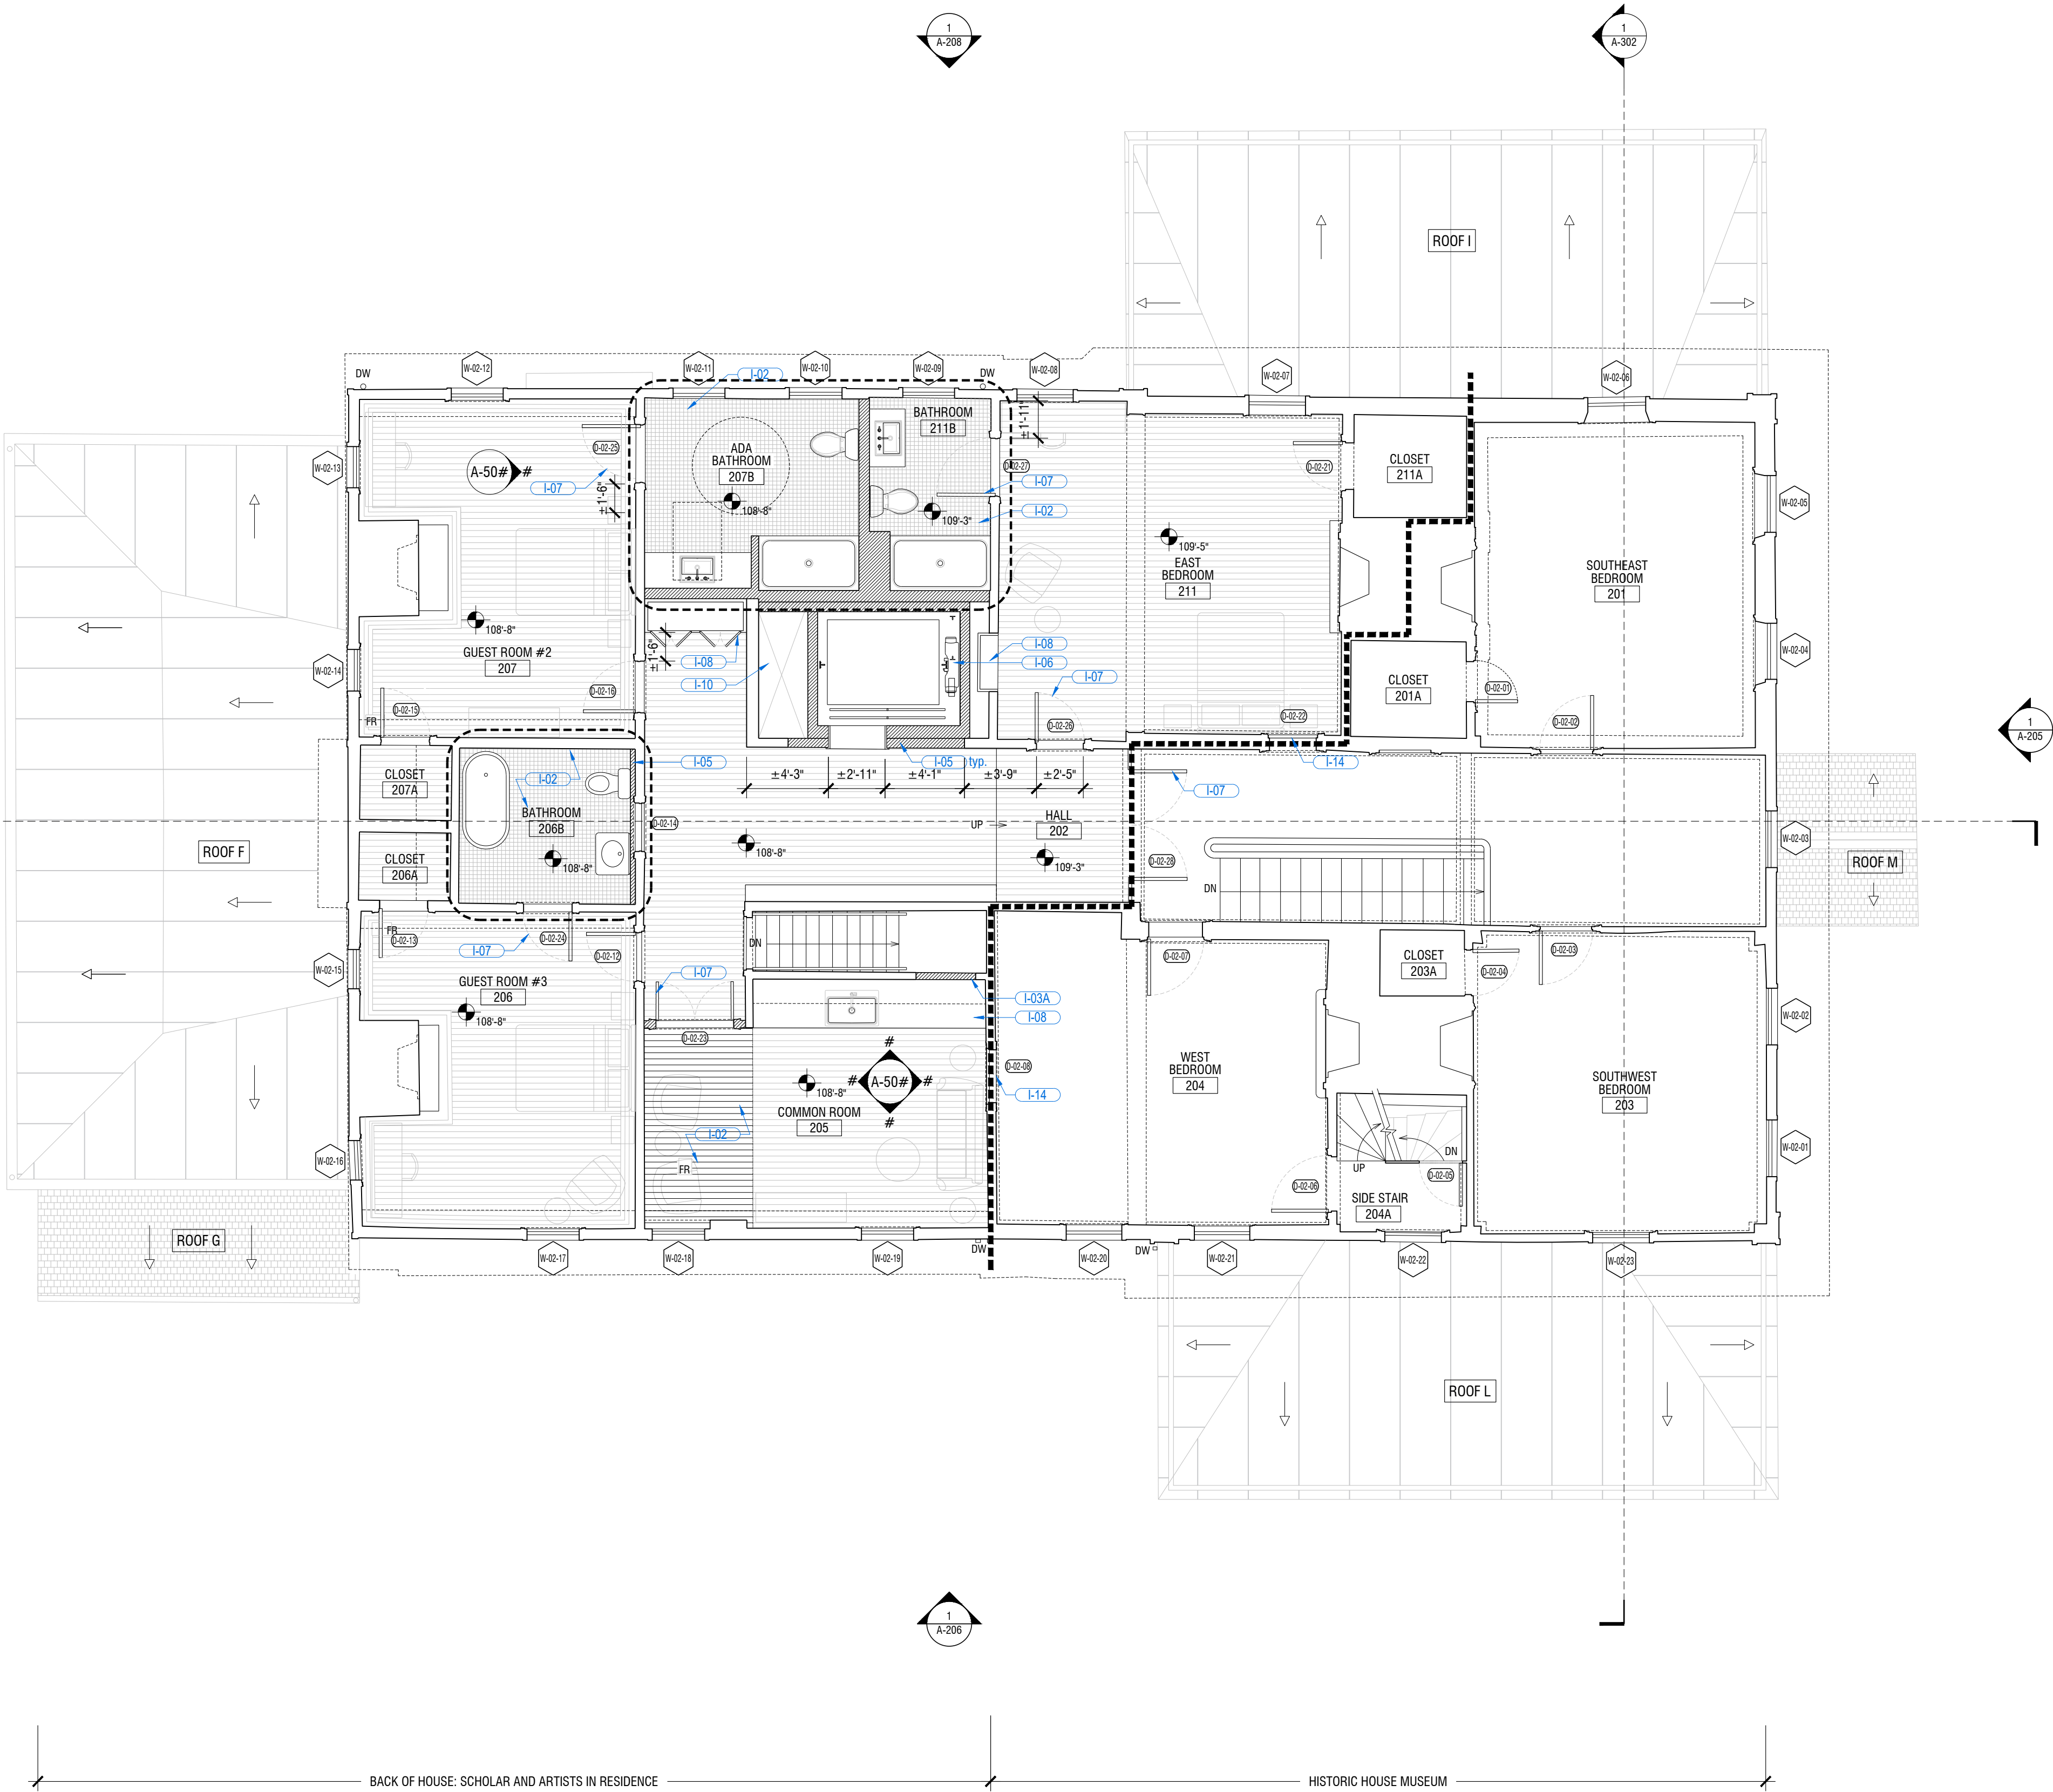 1
A-208
1
A-302
ROOF I
W-02-12
W-02-11
I-02
W-02-10
W-02-09
DW
W-02-08
W-02-07
W-02-06
DW
BATHROOM
211B
±1'-11"
ADA
BATHROOM
207B
D-02-25
W-02-13
A-50#
#
I-07
±1'-6"
108'-8"
109'-3"
D-02-27
I-07
I-02
D-02-21
CLOSET
211A
W-02-05
109'-5"
EAST
BEDROOM
211
SOUTHEAST
BEDROOM
201
108'-8"
GUEST ROOM #2
207
W-02-14
±1'-6"
I-08
I-10
I-08
I-06
I-07
W-02-04
CLOSET
201A
D-02-01
D-02-16
D-02-15
FR
D-02-26
D-02-22
D-02-02
1
A-205
I-05
I-05 typ.
I-14
CLOSET
207A
I-02
±4'-3"
±2'-11"
±4'-1"
±3'-9"
±2'-5"
I-07
BATHROOM
206B
D-02-14
UP
HALL
202
W-02-03
ROOF F
CLOSET
206A
108'-8"
108'-8"
109'-3"
D-02-28
DN
ROOF M
FR
D-02-13
I-07
D-02-24
D-02-12
DN
D-02-07
CLOSET
203A
D-02-04
D-02-03
W-02-15
GUEST ROOM #3
206
I-07
108'-8"
I-03A
I-08
W-02-02
D-02-23
#
# A-50# #
#
D-02-08
WEST
BEDROOM
204
SOUTHWEST
BEDROOM
203
108'-8"
COMMON ROOM
205
I-14
I-02
FR
W-02-16
W-02-01
UP
DN
D-02-05
D-02-06
SIDE STAIR
204A
ROOF G
DW
DW
W-02-17
W-02-18
W-02-19
W-02-20
W-02-21
W-02-22
W-02-23
ROOF L
1
A-206
BACK OF HOUSE: SCHOLAR AND ARTISTS IN RESIDENCE
HISTORIC HOUSE MUSEUM